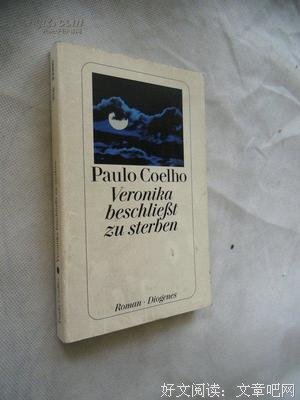 Paulo Coelho
Veronika
beschließt
zu sterben
Roman · Diogenes
好文阅读：文章吧网